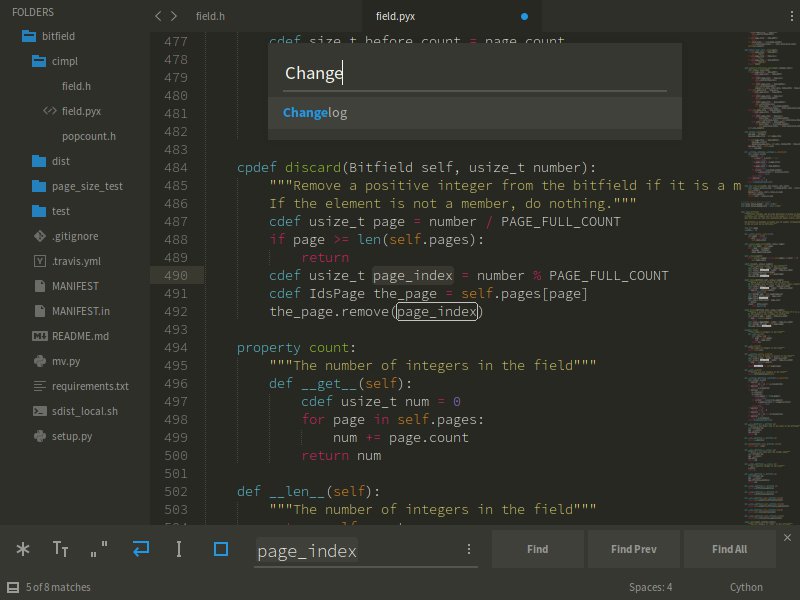 FOLDERS
bitfield
cimpl
field.h
field.pyx
popcount.h
dist
page_size_test
test
.gitignore
.travis.yml
MANIFEST
MANIFEST.in
README.md
mv.py
requirements.txt
sdist_local.sh
setup.py
field.h
field.pyx
Change
Changelog
477 cdef size_t before_count = page.count
478
479
480
481
482
483
484 cpdef discard(Bitfield self, usize_t number):
485 """Remove a positive integer from the bitfield if it is a m
486 If the element is not a member, do nothing."""
487 cdef usize_t page = number / PAGE_FULL_COUNT
488 if page >= len(self.pages):
489 return
490 cdef usize_t page_index = number % PAGE_FULL_COUNT
491 cdef IdsPage the_page = self.pages[page]
492 the_page.remove(page_index)
493
494 property count:
495 """The number of integers in the field"""
496 def __get__(self):
497 cdef usize_t num = 0
498 for page in self.pages:
499 num += page.count
500 return num
501
502 def __len__(self):
503 """The number of integers in the field"""
page_index
Find
Find Prev
Find All
5 of 8 matches
Spaces: 4
Cython